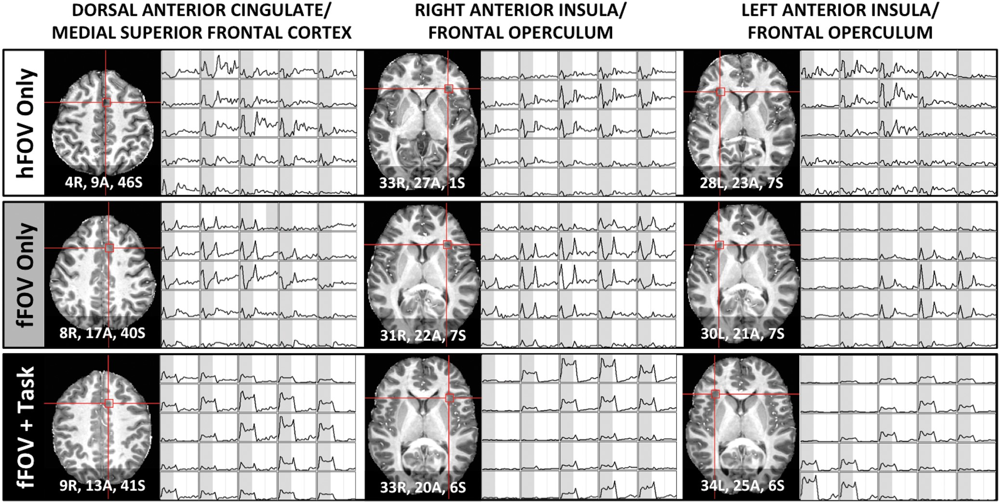 DORSAL ANTERIOR CINGULATE/
MEDIAL SUPERIOR FRONTAL CORTEX
RIGHT ANTERIOR INSULA/
FRONTAL OPERCULUM
LEFT ANTERIOR INSULA/
FRONTAL OPERCULUM
hFOV Only
4R, 9A, 46S
33R, 27A, 1S
28L, 23A, 7S
fFOV Only
8R, 17A, 40S
31R, 22A, 7S
30L, 21A, 7S
fFOV + Task
9R, 13A, 41S
33R, 20A, 6S
34L, 25A, 6S